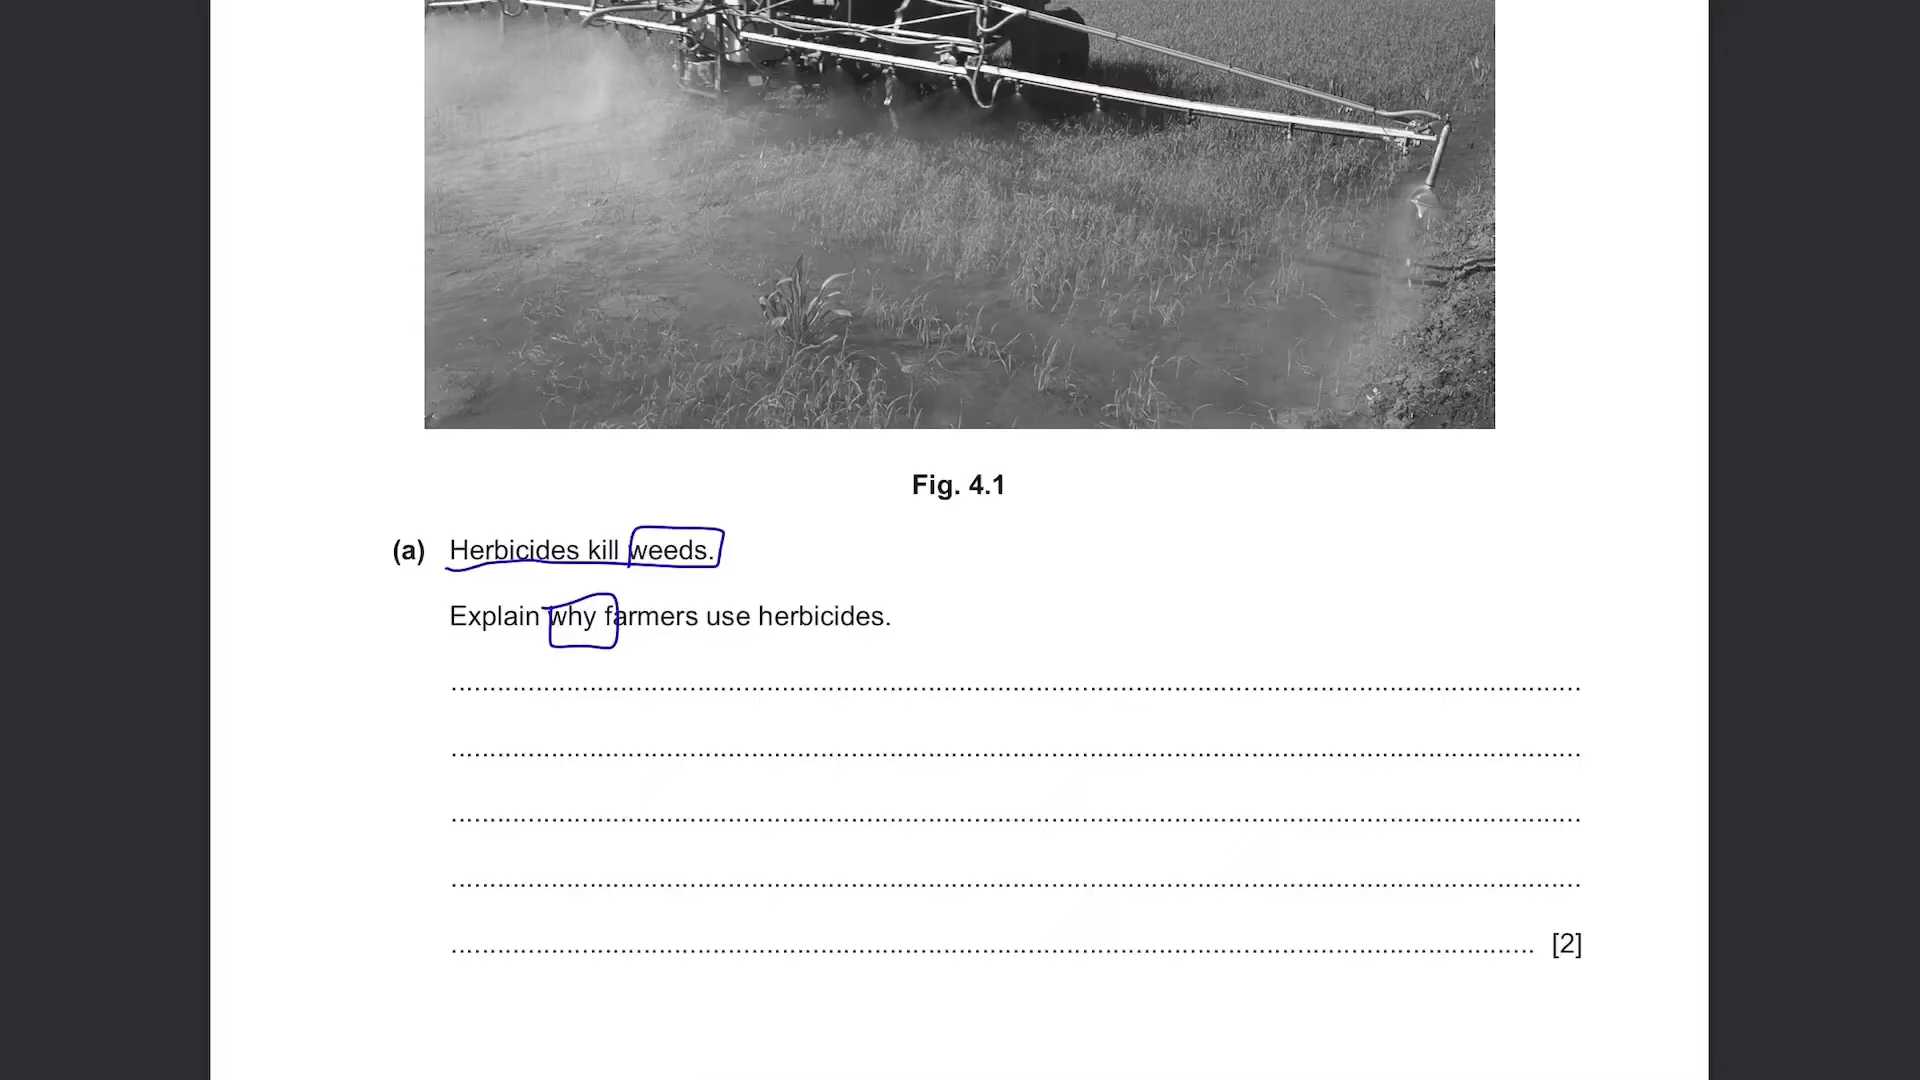 Fig. 4.1
(a) Herbicides kill weeds.
Explain why farmers use herbicides.
[2]